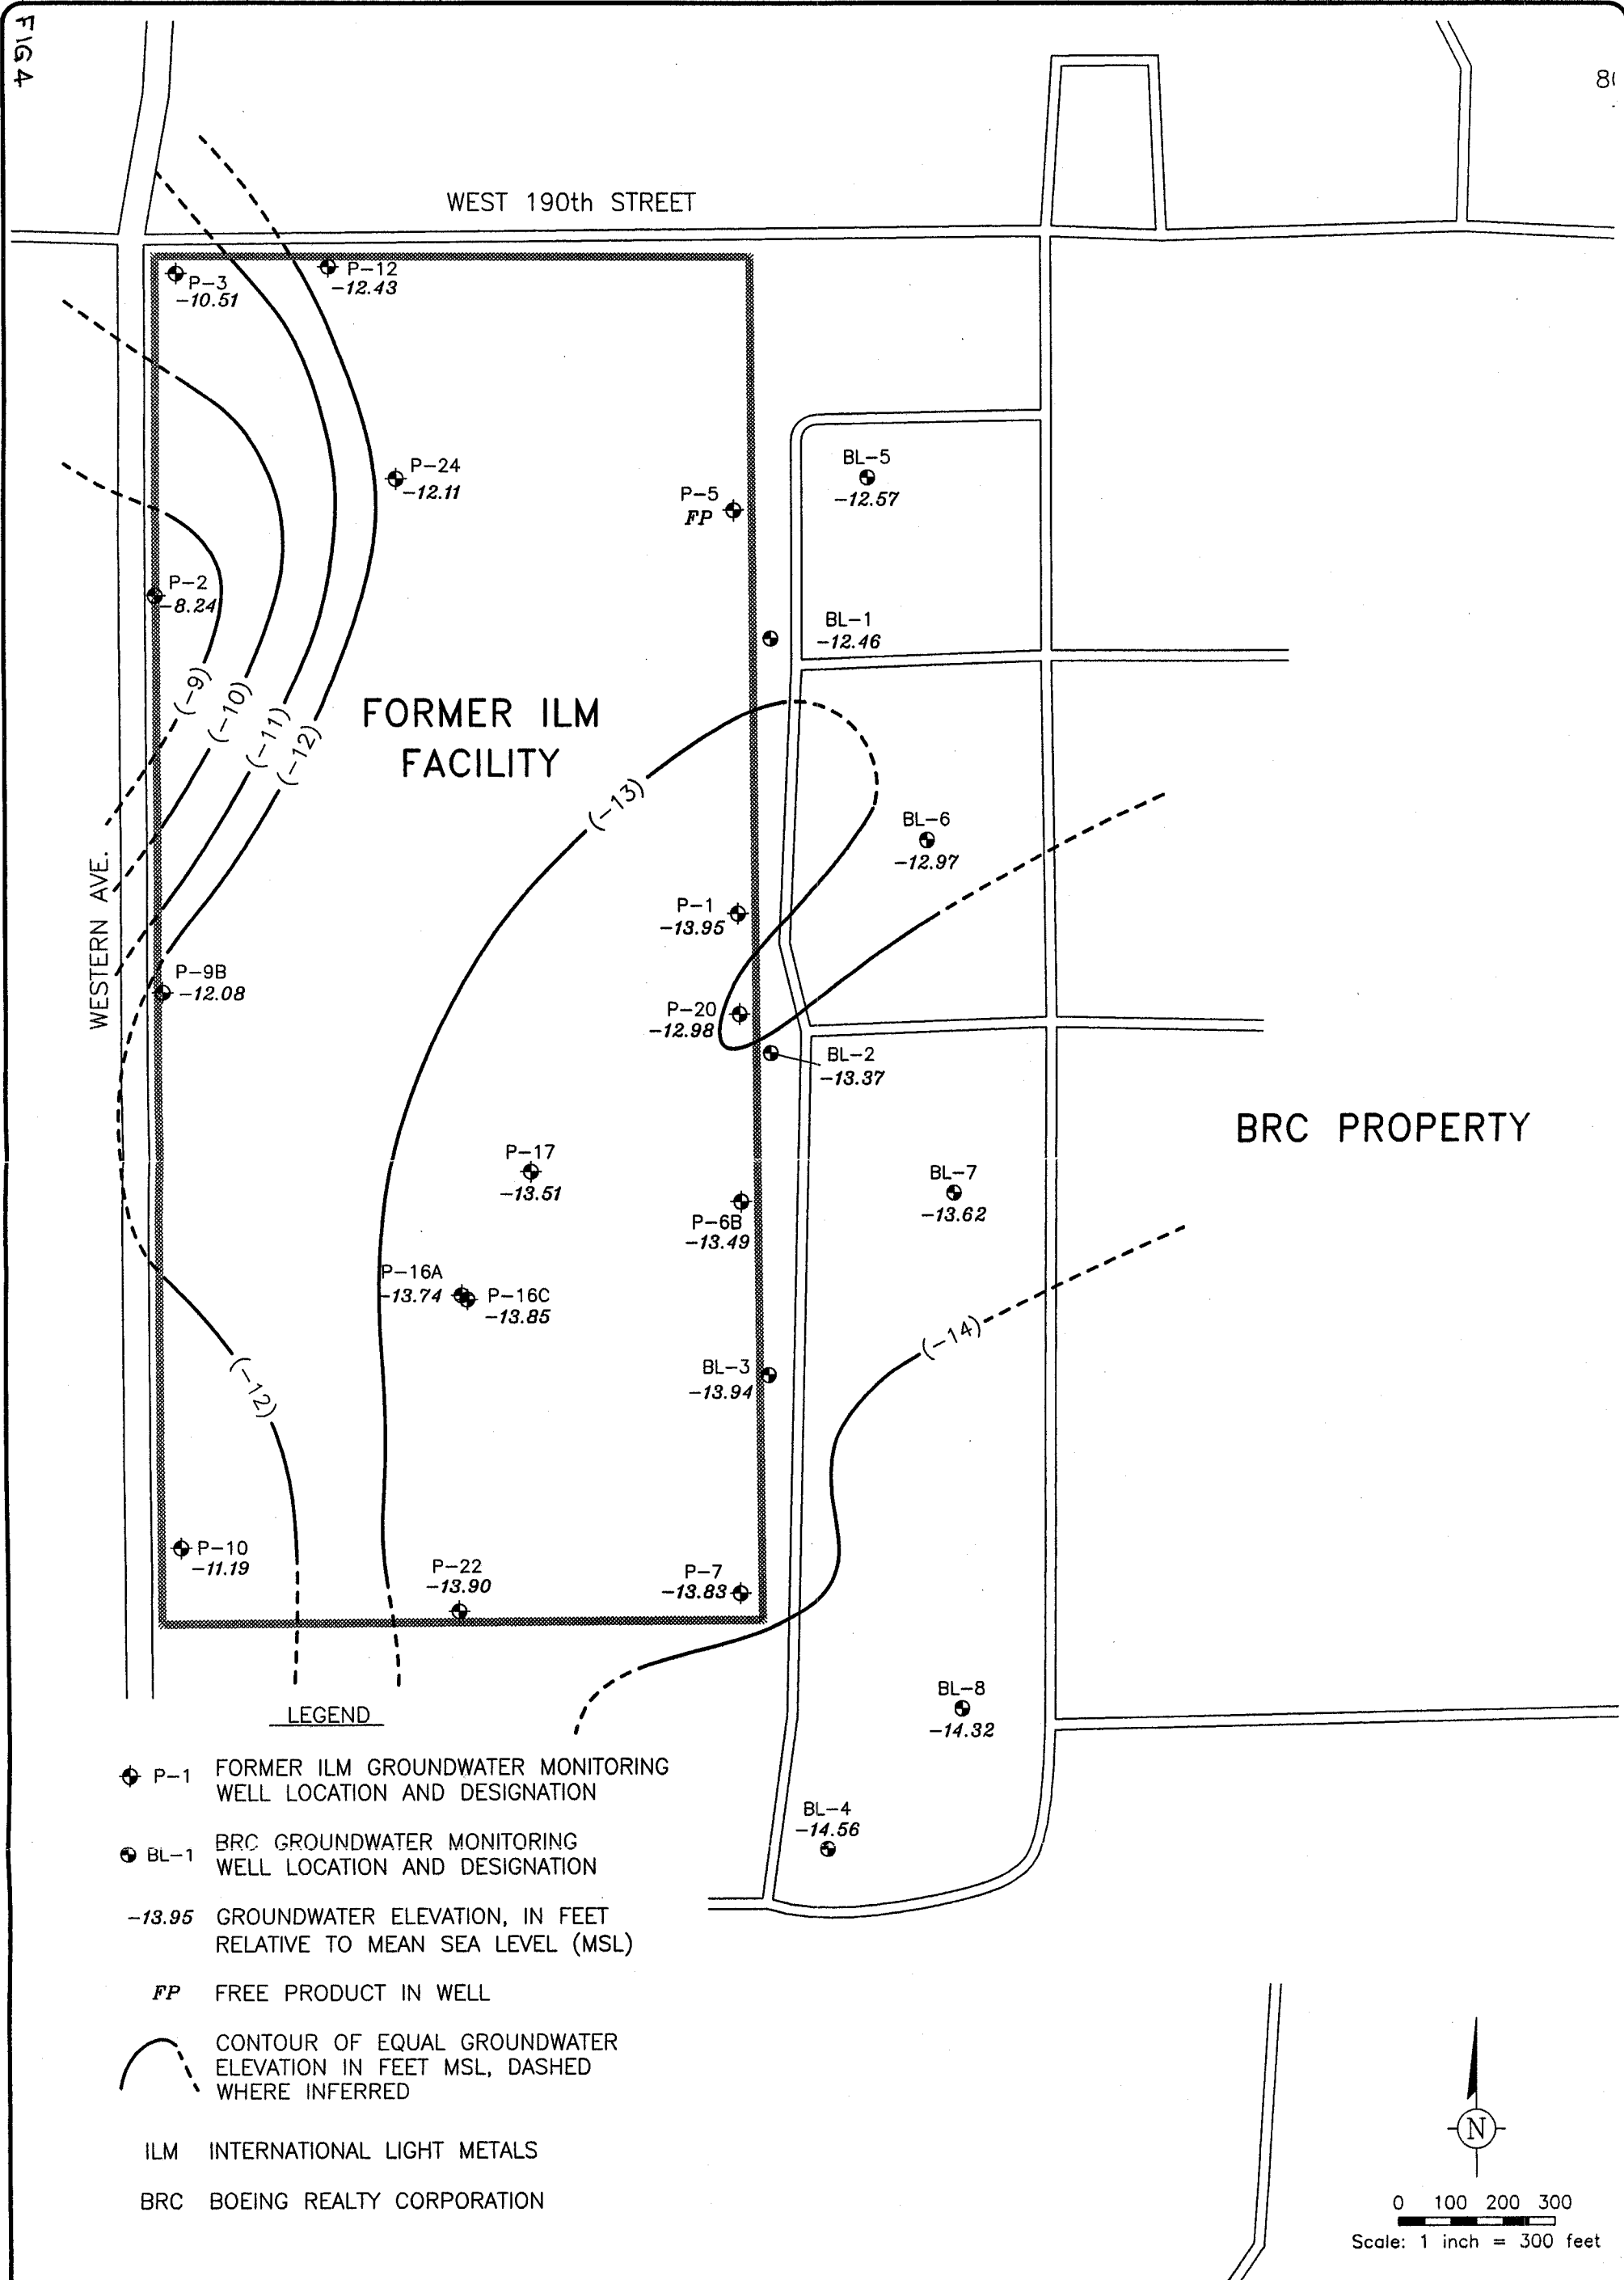 FIG 4
WEST 190th STREET
P-3
-10.51
P-12
-12.43
P-24
-12.11
P-5
FP
BL-5
-12.57
P-2
-8.24
BL-1
-12.46
(-9)
(-10)
(-11)
(-12)
FORMER ILM
FACILITY
(-13)
BL-6
-12.97
WESTERN AVE.
P-1
-13.95
P-9B
-12.08
P-20
-12.98
BL-2
-13.37
BRC PROPERTY
P-17
-13.51
BL-7
-13.62
P-6B
-13.49
P-16A
-13.74
P-16C
-13.85
(-14)
BL-3
-13.94
(-12)
P-10
-11.19
P-22
-13.90
P-7
-13.83
BL-8
-14.32
BL-4
-14.56
LEGEND
P-1 FORMER ILM GROUNDWATER MONITORING
WELL LOCATION AND DESIGNATION
BL-1 BRC GROUNDWATER MONITORING
WELL LOCATION AND DESIGNATION
-13.95 GROUNDWATER ELEVATION, IN FEET
RELATIVE TO MEAN SEA LEVEL (MSL)
FP FREE PRODUCT IN WELL
CONTOUR OF EQUAL GROUNDWATER
ELEVATION IN FEET MSL, DASHED
WHERE INFERRED
ILM INTERNATIONAL LIGHT METALS
BRC BOEING REALTY CORPORATION
N
0 100 200 300
Scale: 1 inch = 300 feet